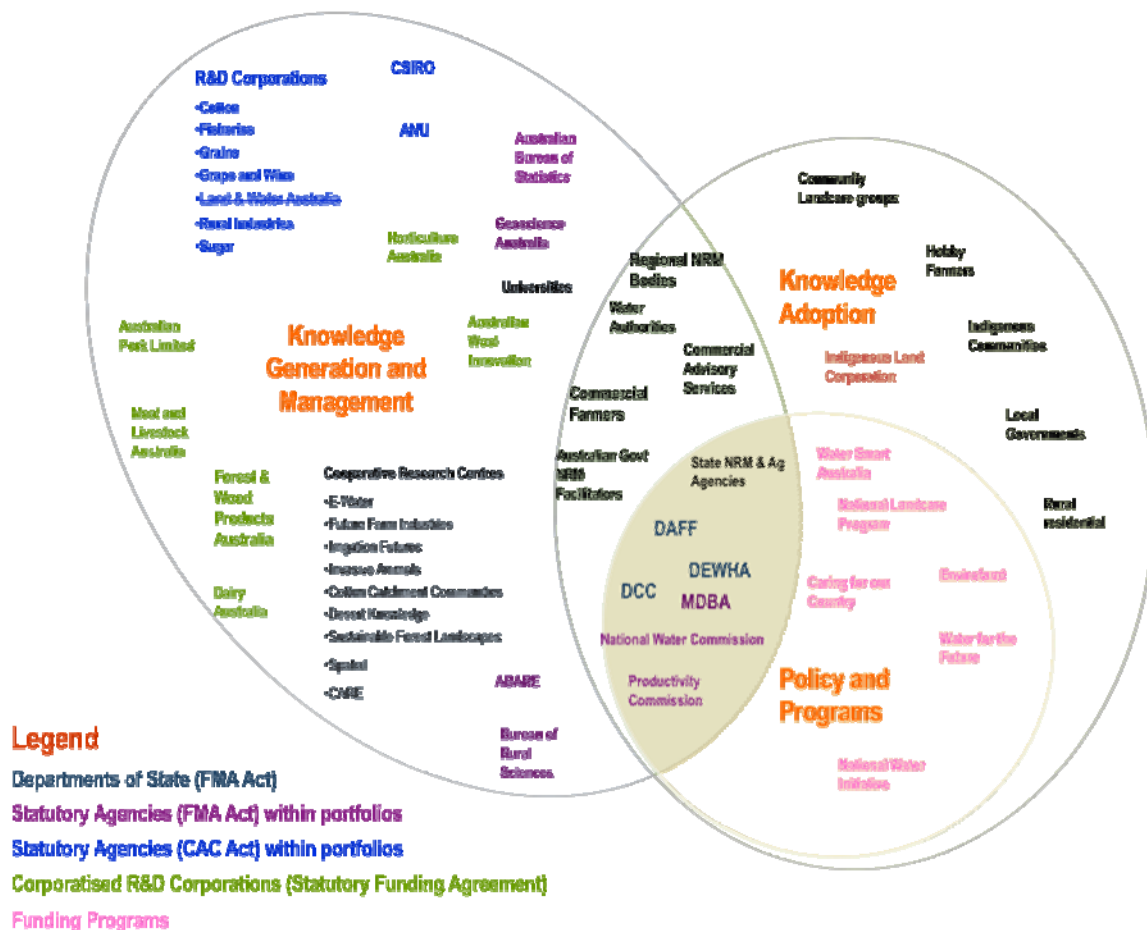 R&D Corporations
•Cotton
•Fisheries
•Grains
•Grape and Wine
•Land & Water Australia
•Rural Industries
•Sugar
CSIRO
ANU
Australian
Bureau of
Statistics
Geoscience
Australia
Horticulture
Australia
Universities
Australian
Wool
Innovation
Australian
Pork Limited
Knowledge
Generation and
Management
Meat and
Livestock
Australia
Forest &
Wood
Products
Australia
Dairy
Australia
Cooperative Research Centres
•E-Water
•Future Farm Industries
•Irrigation Futures
•Invasive Animals
•Cotton Catchment Communities
•Desert Knowledge
•Sustainable Forest Landscapes
•Spatial
•CARE
ABARE
Bureau of
Rural
Sciences
Regional NRM
Bodies
Water
Authorities
Commercial
Advisory
Services
Commercial
Farmers
Australian Govt
NRM
Facilitators
State NRM & Ag
Agencies
DAFF
DEWHA
DCC
MDBA
National Water Commission
Productivity
Commission
Community
Landcare groups
Knowledge
Adoption
Hobby
Farmers
Indigenous
Communities
Indigenous Land
Corporation
Local
Governments
Rural
residential
Water Smart
Australia
National Landcare
Program
Caring for our
Country
Envirofund
Water for the
Future
Policy and
Programs
National Water
Initiative
Legend
Departments of State (FMA Act)
Statutory Agencies (FMA Act) within portfolios
Statutory Agencies (CAC Act) within portfolios
Corporatised R&D Corporations (Statutory Funding Agreement)
Funding Programs